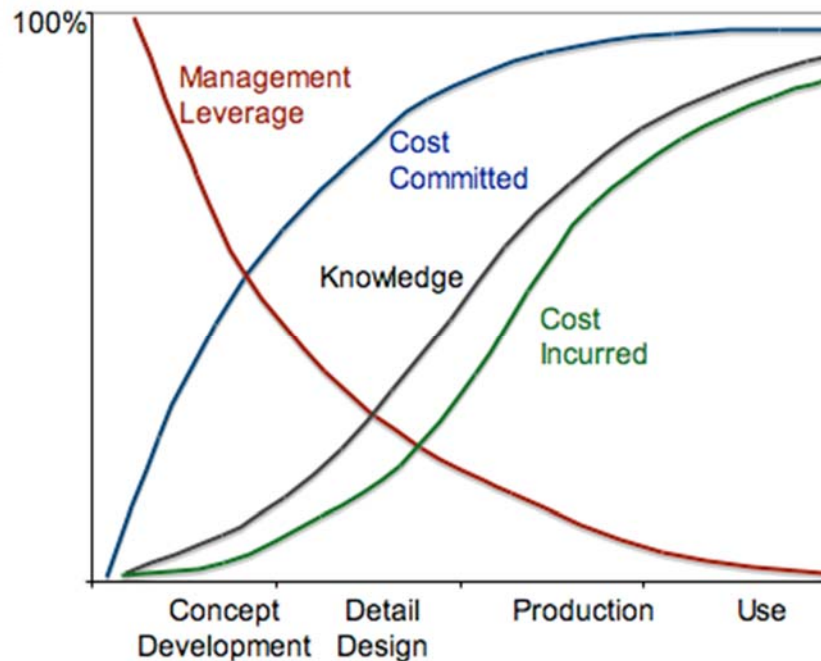 100%
Management
Leverage
Cost
Committed
Knowledge
Cost
Incurred
Concept
Development
Detail
Design
Production
Use